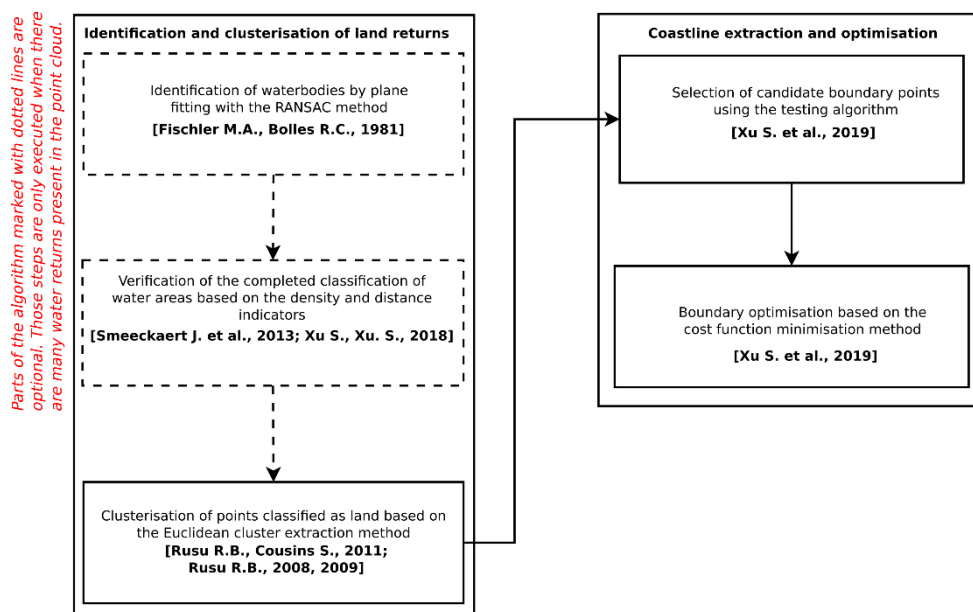 Parts of the algorithm marked with dotted lines are
optional. Those steps are only executed when there
are many water returns present in the point cloud.
Identification and clusterisation of land returns
Identification of waterbodies by plane
fitting with the RANSAC method
[Fischler M.A., Bolles R.C., 1981]
Verification of the completed classification of
water areas based on the density and distance
indicators
[Smeeckaert J. et al., 2013; Xu S., Xu. S., 2018]
Clusterisation of points classified as land based on
the Euclidean cluster extraction method
[Rusu R.B., Cousins S., 2011;
Rusu R.B., 2008, 2009]
Coastline extraction and optimisation
Selection of candidate boundary points
using the testing algorithm
[Xu S. et al., 2019]
Boundary optimisation based on the
cost function minimisation method
[Xu S. et al., 2019]